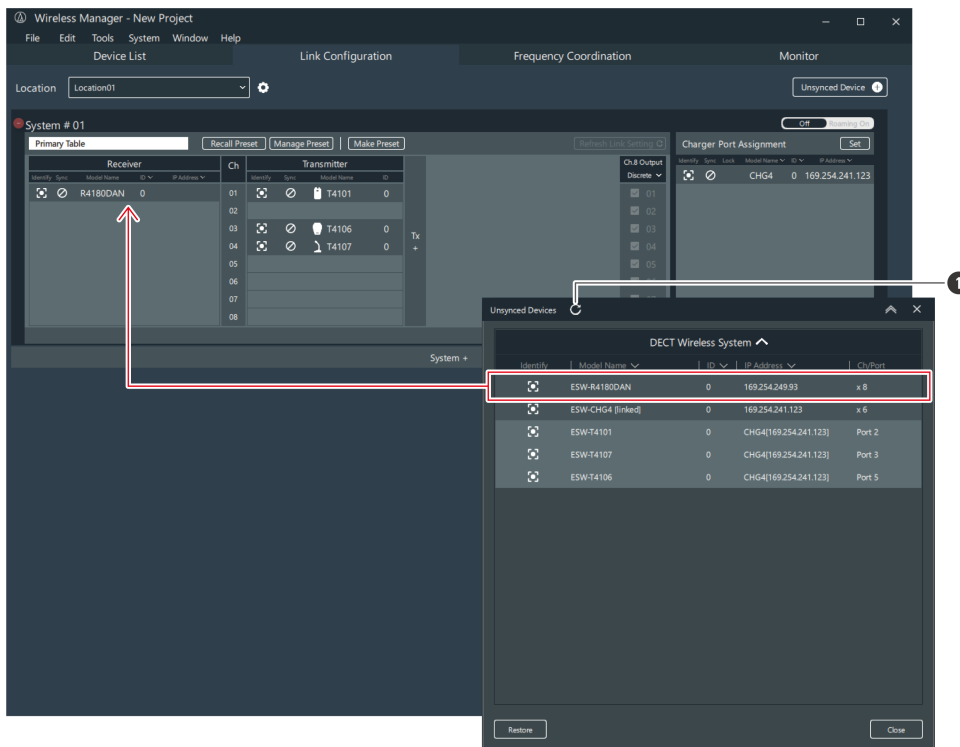 Wireless Manager - New Project
File Edit Tools System Window Help
Device List Link Configuration Frequency Coordination Monitor
Location Location01 Unsynced Device
System # 01 Off Roaming On
Primary Table Recall Preset Manage Preset Make Preset Refresh Link Setting Charger Port Assignment Set
Receiver Ch Transmitter Ch.8 Output
Identify Sync Model Name ID IP Address Identify Sync Model Name ID Discrete Identify Sync Lock Model Name ID IP Address
R4180DAN 0 01 T4101 0 01 CHG4 0 169.254.241.123
02 02
03 T4106 0 03
Tx
04 T4107 0 + 04
05 05
06
07
08
1
System +
Unsynced Devices
DECT Wireless System
Identify Model Name ID IP Address Ch/Port
ESW-R4180DAN 0 169.254.249.93 x 8
ESW-CHG4 [linked] 0 169.254.241.123 x 6
ESW-T4101 0 CHG4[169.254.241.123] Port 2
ESW-T4107 0 CHG4[169.254.241.123] Port 3
ESW-T4106 0 CHG4[169.254.241.123] Port 5
Restore Close